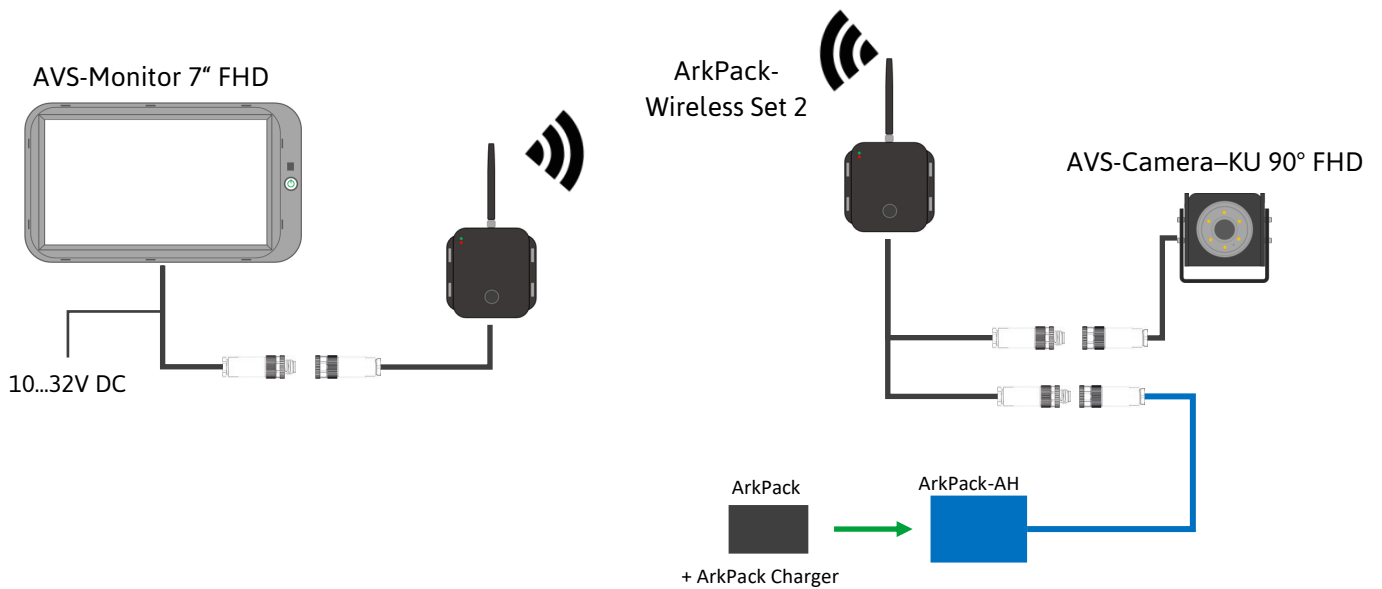 AVS-Monitor 7“ FHD
10...32V DC
ArkPack-
Wireless Set 2
AVS-Camera–KU 90° FHD
ArkPack
+ ArkPack Charger
ArkPack-AH